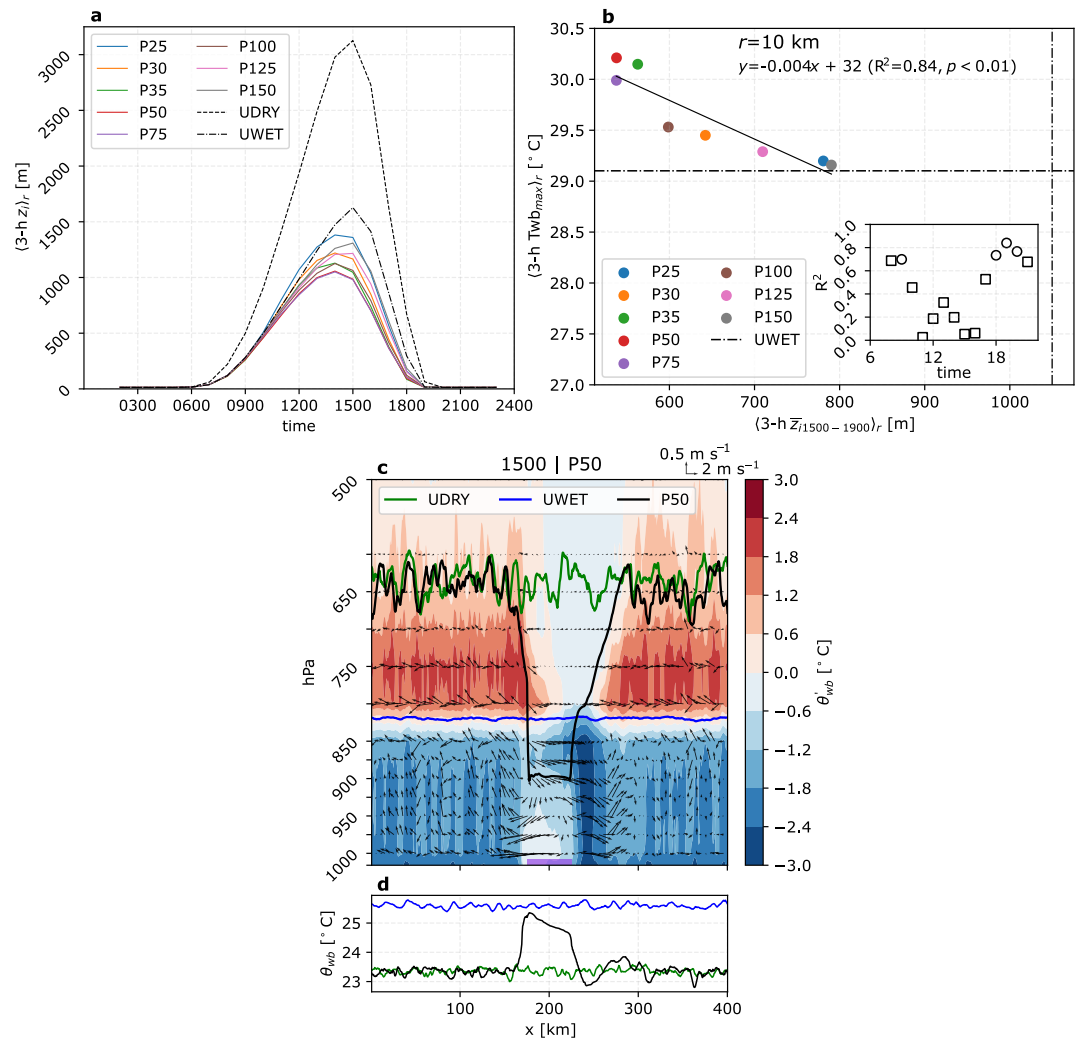 a
⟨3-h z_i⟩_r [m]
3000
2500
2000
1500
1000
500
0
P25
P30
P35
P50
P75
P100
P125
P150
UDRY
UWET
0300 0600 0900 1200 1500 1800 2100 2400
time
b
⟨3-h Twb_max⟩_r [° C]
r=10 km
y=-0.004x + 32 (R²=0.84, p < 0.01)
30.5
30.0
29.5
29.0
28.5
28.0
27.5
27.0
P25
P30
P35
P50
P75
P100
P125
P150
UWET
R²
1.0
0.8
0.6
0.4
0.2
0.0
6 12 18
time
600 700 800 900 1000
⟨3-h z̅_i1500−1900⟩_r [m]
c
1500 | P50
0.5 m s⁻¹
2 m s⁻¹
UDRY UWET P50
hPa
500
650
750
850
900
950
1000
3.0
2.4
1.8
1.2
0.6
0.0
−0.6
−1.2
−1.8
−2.4
−3.0
θ′_wb [° C]
d
θ_wb [° C]
25
24
23
100 200 300 400
x [km]